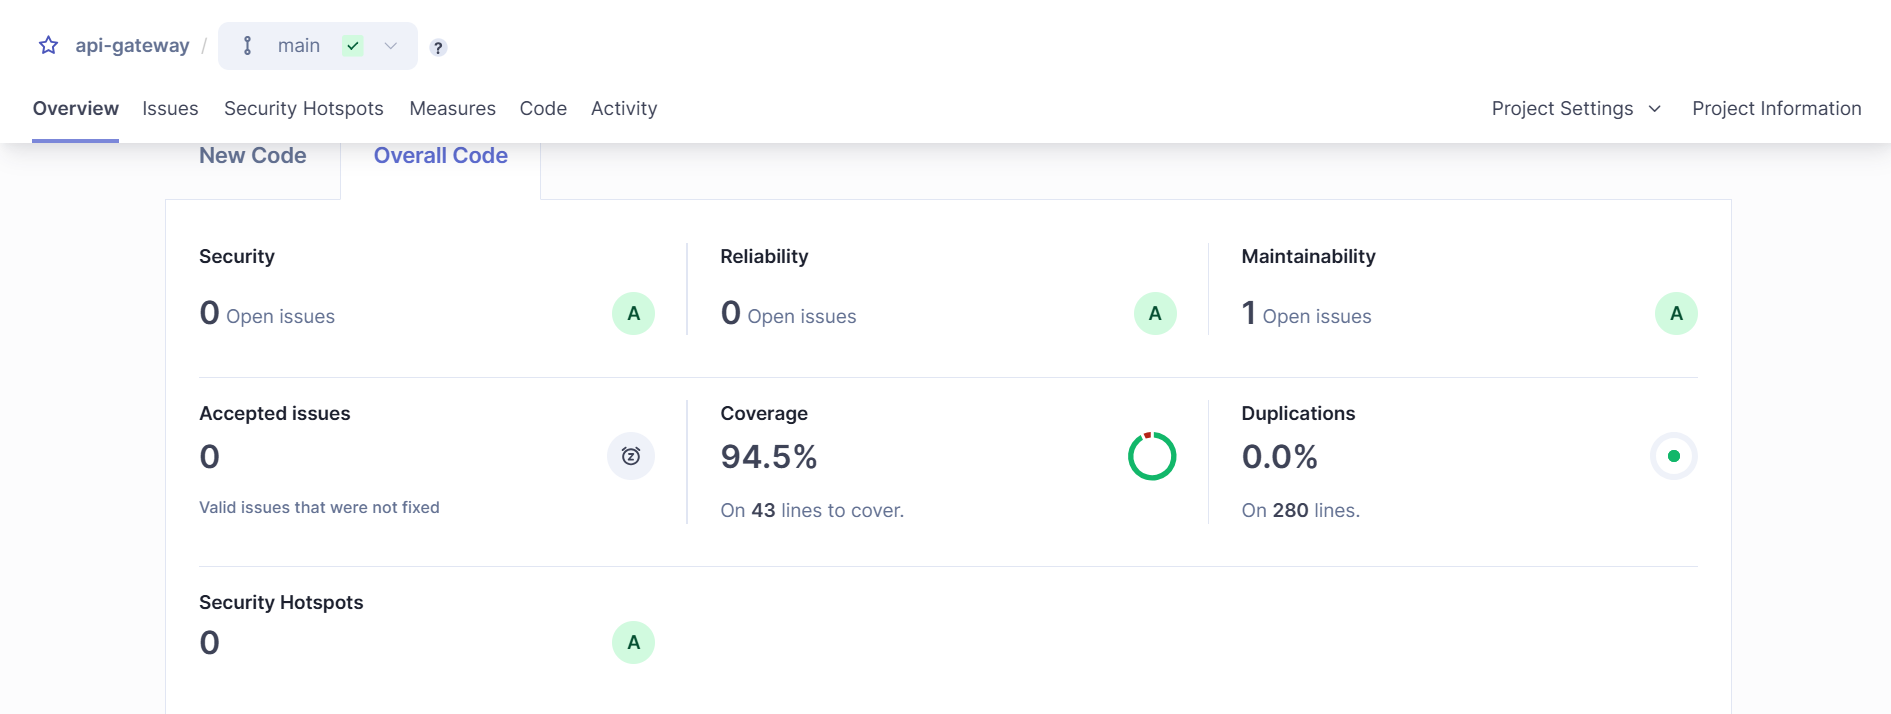 api-gateway / main ?
Overview Issues Security Hotspots Measures Code Activity Project Settings Project Information
New Code Overall Code
Security Reliability Maintainability
0 Open issues A 0 Open issues A 1 Open issues A
Accepted issues Coverage Duplications
0 94.5% 0.0%
Valid issues that were not fixed On 43 lines to cover. On 280 lines.
Security Hotspots
0 A